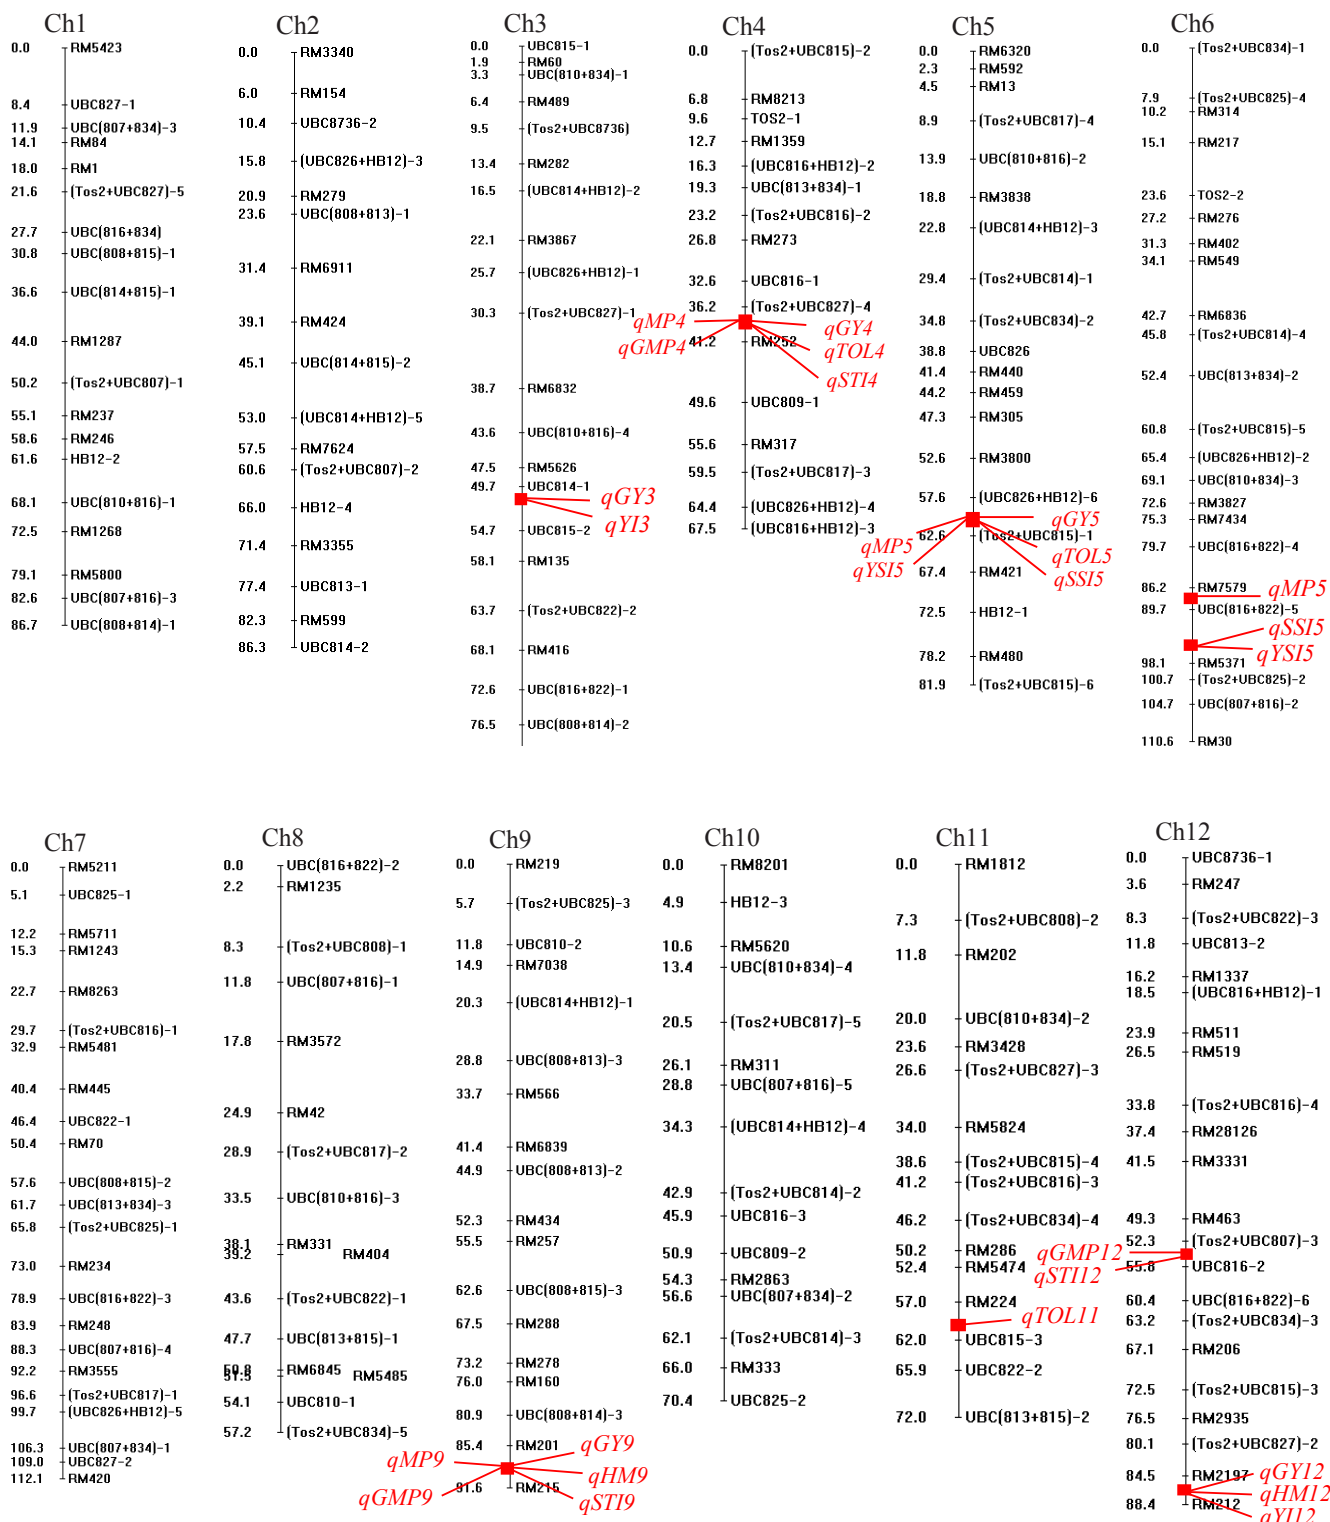 Ch1
0.0 RM5423
8.4 UBC827-1
11.9 UBC(807+834)-3
14.1 RM84
18.0 RM1
21.6 (Tos2+UBC827)-5
27.7 UBC(816+834)
30.8 UBC(808+815)-1
36.6 UBC(814+815)-1
44.0 RM1287
50.2 (Tos2+UBC807)-1
55.1 RM237
58.6 RM246
61.6 HB12-2
68.1 UBC(810+816)-1
72.5 RM1268
79.1 RM5800
82.6 UBC(807+816)-3
86.7 UBC(808+814)-1
Ch2
0.0 RM3340
6.0 RM154
10.4 UBC8736-2
15.8 (UBC826+HB12)-3
20.9 RM279
23.6 UBC(808+813)-1
31.4 RM6911
39.1 RM424
45.1 UBC(814+815)-2
53.0 (UBC814+HB12)-5
57.5 RM7624
60.6 (Tos2+UBC807)-2
66.0 HB12-4
71.4 RM3355
77.4 UBC813-1
82.3 RM599
86.3 UBC814-2
Ch3
0.0 UBC815-1
1.9 RM60
3.3 UBC(810+834)-1
6.4 RM489
9.5 (Tos2+UBC8736)
13.4 RM282
16.5 (UBC814+HB12)-2
22.1 RM3867
25.7 (UBC826+HB12)-1
30.3 (Tos2+UBC827)-1
38.7 RM6832
43.6 UBC(810+816)-4
47.5 RM5626
49.7 UBC814-1
qGY3
qYI3
54.7 UBC815-2
58.1 RM135
63.7 (Tos2+UBC822)-2
68.1 RM416
72.6 UBC(816+822)-1
76.5 UBC(808+814)-2
Ch4
0.0 (Tos2+UBC815)-2
6.8 RM8213
9.6 TOS2-1
12.7 RM1359
16.3 (UBC816+HB12)-2
19.3 UBC(813+834)-1
23.2 (Tos2+UBC816)-2
26.8 RM273
32.6 UBC816-1
36.2 (Tos2+UBC827)-4
qMP4 qGY4
qGMP4 qTOL4
41.2 RM252
qSTI4
49.6 UBC809-1
55.6 RM317
59.5 (Tos2+UBC817)-3
64.4 (UBC826+HB12)-4
67.5 (UBC816+HB12)-3
Ch5
0.0 RM6320
2.3 RM592
4.5 RM13
8.9 (Tos2+UBC817)-4
13.9 UBC(810+816)-2
18.8 RM3838
22.8 (UBC814+HB12)-3
29.4 (Tos2+UBC814)-1
34.8 (Tos2+UBC834)-2
38.8 UBC826
41.4 RM440
44.2 RM459
47.3 RM305
52.6 RM3800
57.6 (UBC826+HB12)-6
qGY5
62.6 (Tos2+UBC815)-1
qMP5 qTOL5
qYSI5 qSSI5
67.4 RM421
72.5 HB12-1
78.2 RM480
81.9 (Tos2+UBC815)-6
Ch6
0.0 (Tos2+UBC834)-1
7.9 (Tos2+UBC825)-4
10.2 RM314
15.1 RM217
23.6 TOS2-2
27.2 RM276
31.3 RM402
34.1 RM549
42.7 RM6836
45.8 (Tos2+UBC814)-4
52.4 UBC(813+834)-2
60.8 (Tos2+UBC815)-5
65.4 (UBC826+HB12)-2
69.1 UBC(810+834)-3
72.6 RM3827
75.3 RM7434
79.7 UBC(816+822)-4
86.2 RM7579
qMP5
89.7 UBC(816+822)-5
qSSI5
qYSI5
98.1 RM5371
100.7 (Tos2+UBC825)-2
104.7 UBC(807+816)-2
110.6 RM30
Ch7
0.0 RM5211
5.1 UBC825-1
12.2 RM5711
15.3 RM1243
22.7 RM8263
29.7 (Tos2+UBC816)-1
32.9 RM5481
40.4 RM445
46.4 UBC822-1
50.4 RM70
57.6 UBC(808+815)-2
61.7 UBC(813+834)-3
65.8 (Tos2+UBC825)-1
73.0 RM234
78.9 UBC(816+822)-3
83.9 RM248
88.3 UBC(807+816)-4
92.2 RM3555
96.6 (Tos2+UBC817)-1
99.7 (UBC826+HB12)-5
106.3 UBC(807+834)-1
109.0 UBC827-2
112.1 RM420
Ch8
0.0 UBC(816+822)-2
2.2 RM1235
8.3 (Tos2+UBC808)-1
11.8 UBC(807+816)-1
17.8 RM3572
24.9 RM42
28.9 (Tos2+UBC817)-2
33.5 UBC(810+816)-3
38.1 RM331
39.2 RM404
43.6 (Tos2+UBC822)-1
47.7 UBC(813+815)-1
50.8 RM6845
51.5 RM5485
54.1 UBC810-1
57.2 (Tos2+UBC834)-5
Ch9
0.0 RM219
5.7 (Tos2+UBC825)-3
11.8 UBC810-2
14.9 RM7038
20.3 (UBC814+HB12)-1
28.8 UBC(808+813)-3
33.7 RM566
41.4 RM6839
44.9 UBC(808+813)-2
52.3 RM434
55.5 RM257
62.6 UBC(808+815)-3
67.5 RM288
73.2 RM278
76.0 RM160
80.9 UBC(808+814)-3
85.4 RM201
qGY9
qMP9 qHM9
91.6 RM215
qGMP9 qSTI9
Ch10
0.0 RM8201
4.9 HB12-3
10.6 RM5620
13.4 UBC(810+834)-4
20.5 (Tos2+UBC817)-5
26.1 RM311
28.8 UBC(807+816)-5
34.3 (UBC814+HB12)-4
42.9 (Tos2+UBC814)-2
45.9 UBC816-3
50.9 UBC809-2
54.3 RM2863
56.6 UBC(807+834)-2
62.1 (Tos2+UBC814)-3
66.0 RM333
70.4 UBC825-2
Ch11
0.0 RM1812
7.3 (Tos2+UBC808)-2
11.8 RM202
20.0 UBC(810+834)-2
23.6 RM3428
26.6 (Tos2+UBC827)-3
34.0 RM5824
38.6 (Tos2+UBC815)-4
41.2 (Tos2+UBC816)-3
46.2 (Tos2+UBC834)-4
50.2 RM286
52.4 RM5474
57.0 RM224
qTOL11
62.0 UBC815-3
65.9 UBC822-2
72.0 UBC(813+815)-2
Ch12
0.0 UBC8736-1
3.6 RM247
8.3 (Tos2+UBC822)-3
11.8 UBC813-2
16.2 RM1337
18.5 (UBC816+HB12)-1
23.9 RM511
26.5 RM519
33.8 (Tos2+UBC816)-4
37.4 RM28126
41.5 RM3331
49.3 RM463
52.3 (Tos2+UBC807)-3
qGMP12
qSTI12
55.8 UBC816-2
60.4 UBC(816+822)-6
63.2 (Tos2+UBC834)-3
67.1 RM206
72.5 (Tos2+UBC815)-3
76.5 RM2935
80.1 (Tos2+UBC827)-2
84.5 RM2197
qGY12
qHM12
88.4 RM212
qYI12